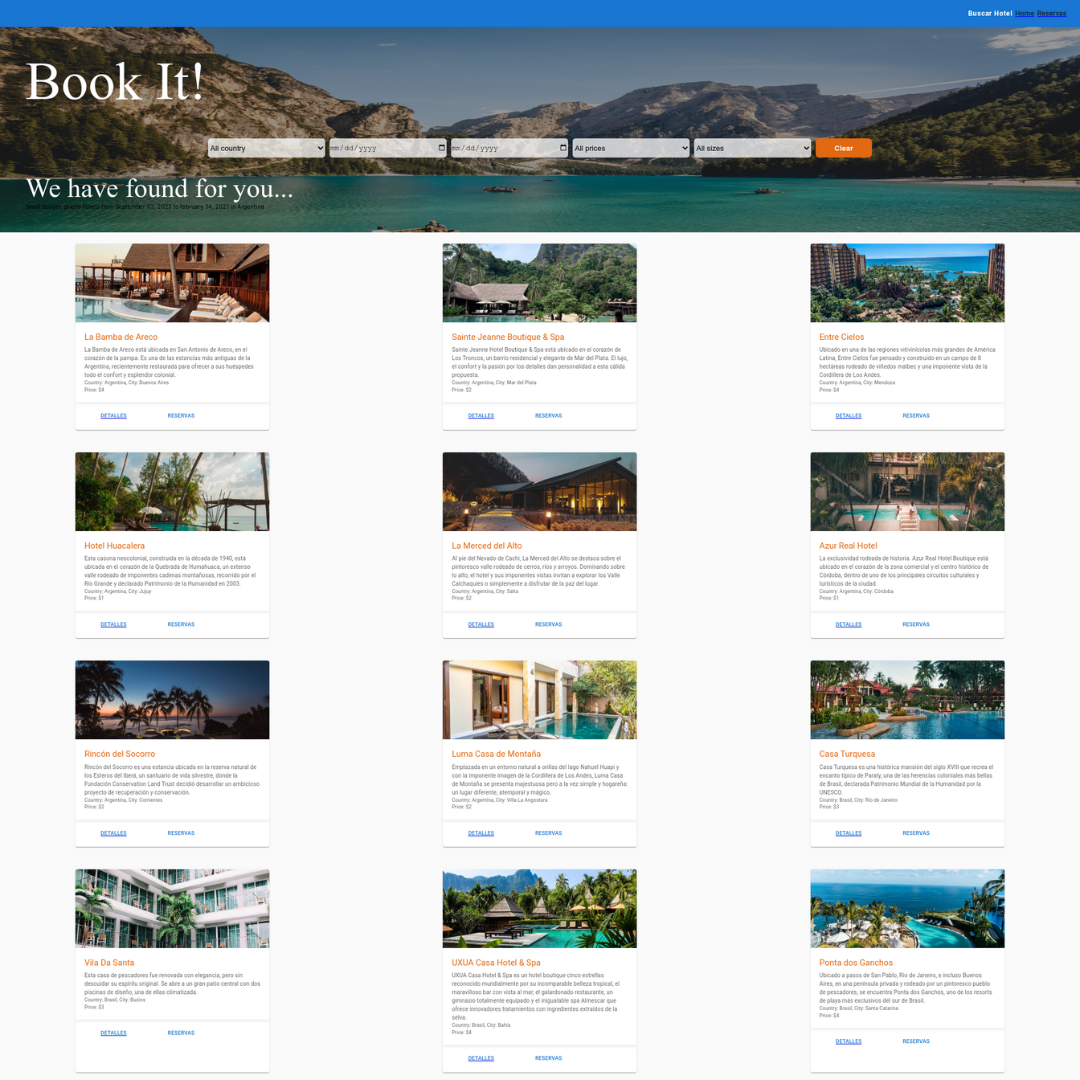 Buscar Hotel Home Reservas
Book It!
All country
mm/dd/yyyy
mm/dd/yyyy
All prices
All sizes
Clear
We have found for you...
La Bamba de Areco
La Bamba de Areco está ubicada en San Antonio de Areco, en el
corazón de la pampa. Es una de las estancias más antiguas de la
Argentina, recientemente restaurada para ofrecer a sus huéspedes
todo el confort y esplendor colonial.
Country: Argentina, City: Buenos Aires
Price: $4
DETALLES RESERVAS
Sainte Jeanne Boutique & Spa
Sainte Jeanne Hotel Boutique & Spa está ubicado en el corazón de
Los Troncos, un barrio residencial y elegante de Mar del Plata. El lujo,
el confort y la pasión por los detalles dan personalidad a esta cálida
propuesta.
Country: Argentina, City: Mar del Plata
Price: $2
DETALLES RESERVAS
Entre Cielos
Ubicado en una de las regiones vitivinícolas más grandes de América
Latina, Entre Cielos fue pensado y construido en un campo de 8
hectáreas rodeado de viñedos malbec y una imponente vista de la
Cordillera de Los Andes.
Country: Argentina, City: Mendoza
Price: $4
DETALLES RESERVAS
Hotel Huacalera
Esta casona neocolonial, construida en la década de 1940, está
ubicada en el corazón de la Quebrada de Humahuaca, un extenso
valle rodeado de imponentes cadenas montañosas, recorrido por el
Río Grande y declarado Patrimonio de la Humanidad en 2003.
Country: Argentina, City: Jujuy
Price: $1
DETALLES RESERVAS
La Merced del Alto
Al pie del Nevado de Cachi, La Merced del Alto se destaca sobre el
pintoresco valle rodeado de cerros, ríos y arroyos. Dominando sobre
lo alto, el hotel y sus imponentes vistas invitan a explorar los Valle
Calchaquíes o simplemente a disfrutar de la paz del lugar.
Country: Argentina, City: Salta
Price: $2
DETALLES RESERVAS
Azur Real Hotel
La exclusividad rodeada de historia. Azur Real Hotel Boutique está
ubicado en el corazón de la zona comercial y el centro histórico de
Córdoba, dentro de uno de los principales circuitos culturales y
turísticos de la ciudad.
Country: Argentina, City: Córdoba
Price: $1
DETALLES RESERVAS
Rincón del Socorro
Rincón del Socorro es una estancia ubicada en la reserva natural de
los Esteros del Iberá, un santuario de vida silvestre, donde la
Fundación Conservation Land Trust decidió desarrollar un ambicioso
proyecto de recuperación y conservación.
Country: Argentina, City: Corrientes
Price: $2
DETALLES RESERVAS
Luma Casa de Montaña
Emplazada en un entorno natural a orillas del lago Nahuel Huapi y
con la imponente imagen de la Cordillera de Los Andes, Luma Casa
de Montaña se presenta majestuosa pero a la vez simple y hogareña:
un lugar diferente, atemporal y mágico.
Country: Argentina, City: Villa La Angostura
Price: $2
DETALLES RESERVAS
Casa Turquesa
Casa Turquesa es una histórica mansión del siglo XVIII que recrea el
encanto típico de Paraty, una de las herencias coloniales más bellas
de Brasil, declarada Patrimonio Mundial de la Humanidad por la
UNESCO.
Country: Brasil, City: Rio de Janeiro
Price: $3
DETALLES RESERVAS
Vila Da Santa
Esta casa de pescadores fue renovada con elegancia, pero sin
descuidar su espíritu original. Se abre a un gran patio central con dos
piscinas de diseño, una de ellas climatizada.
Country: Brasil, City: Buzios
Price: $3
DETALLES RESERVAS
UXUA Casa Hotel & Spa
UXUA Casa Hotel & Spa es un hotel boutique cinco estrellas
reconocido mundialmente por su incomparable belleza tropical, el
maravilloso bar con vista al mar, el galardonado restaurante, un
gimnasio totalmente equipado y el inigualable spa Almescar que
ofrece innovadores tratamientos con ingredientes extraídos de la
selva.
Country: Brasil, City: Bahía
Price: $4
DETALLES RESERVAS
Ponta dos Ganchos
Ubicado a pasos de San Pablo, Río de Janeiro, e incluso Buenos
Aires, en una península privada y rodeada por un pintoresco pueblo
de pescadores, se encuentra Ponta dos Ganchos, uno de los resorts
de playa más exclusivos del sur de Brasil.
Country: Brasil, City: Santa Catarina
Price: $4
DETALLES RESERVAS